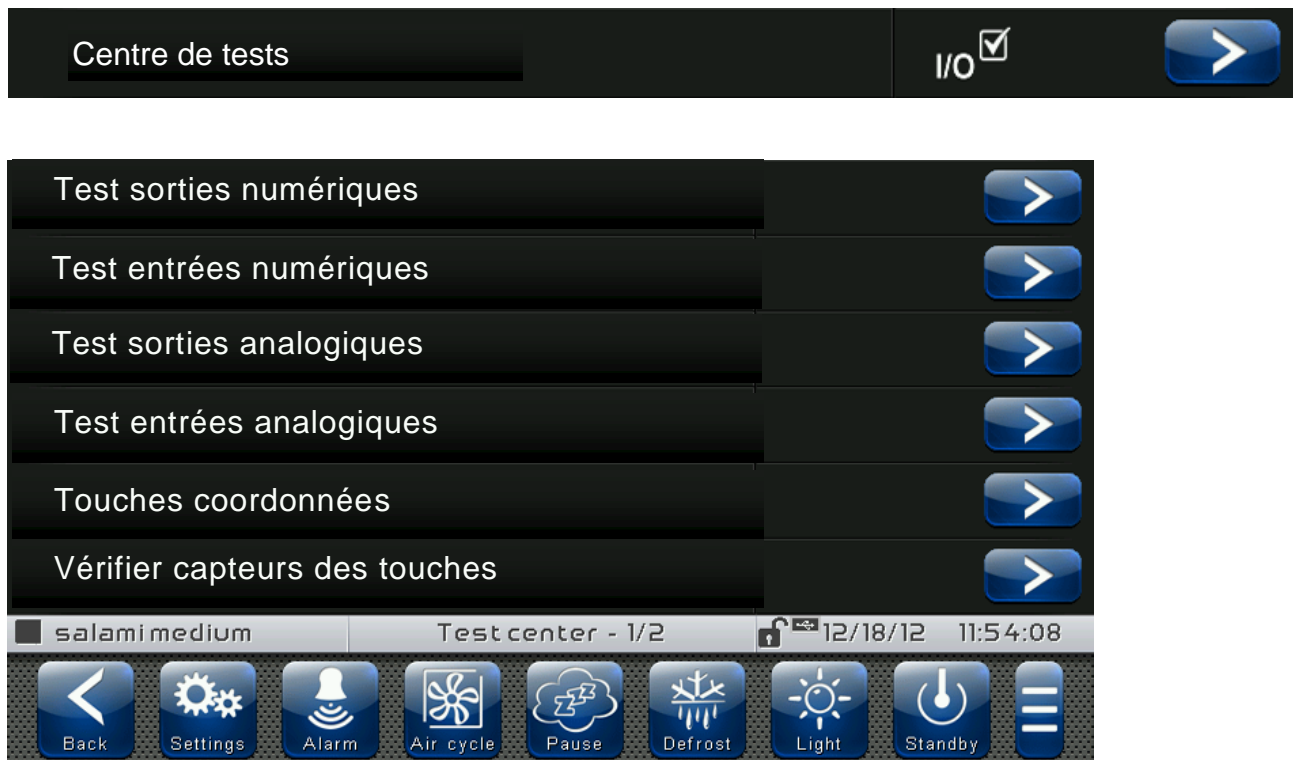 Centre de tests
I/O
Test sorties numériques
Test entrées numériques
Test sorties analogiques
Test entrées analogiques
Touches coordonnées
Vérifier capteurs des touches
salami medium Test center - 1/2 12/18/12 11:54:08
Back Settings Alarm Air cycle Pause Defrost Light Standby